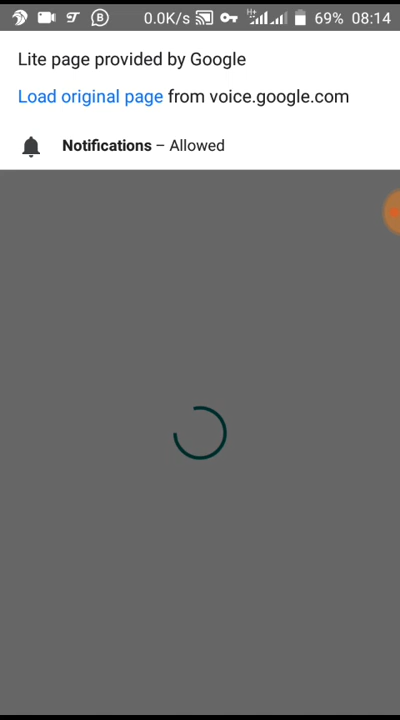 0.0K/s H+ 69% 08:14
Lite page provided by Google
Load original page from voice.google.com
Notifications – Allowed